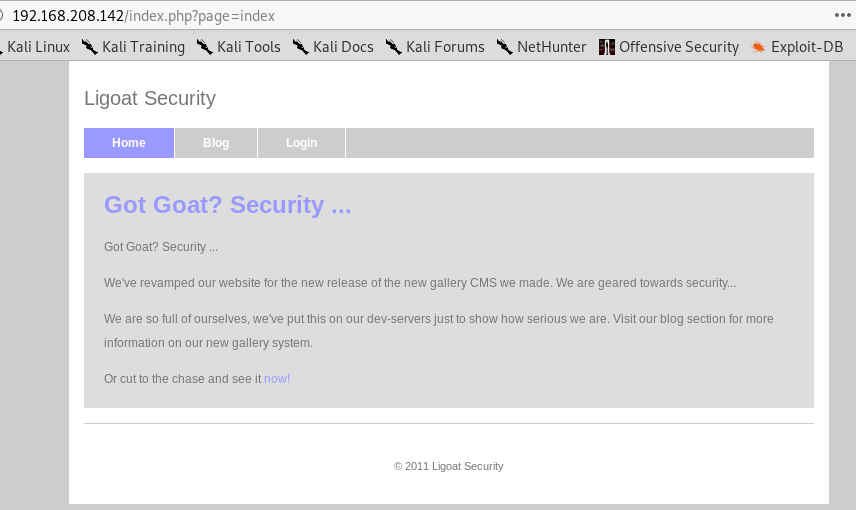 192.168.208.142/index.php?page=index
Kali Linux Kali Training Kali Tools Kali Docs Kali Forums NetHunter Offensive Security Exploit-DB
Ligoat Security
Home Blog Login
Got Goat? Security ...
Got Goat? Security ...
We've revamped our website for the new release of the new gallery CMS we made. We are geared towards security...
We are so full of ourselves, we've put this on our dev-servers just to show how serious we are. Visit our blog section for more
information on our new gallery system.
Or cut to the chase and see it now!
© 2011 Ligoat Security